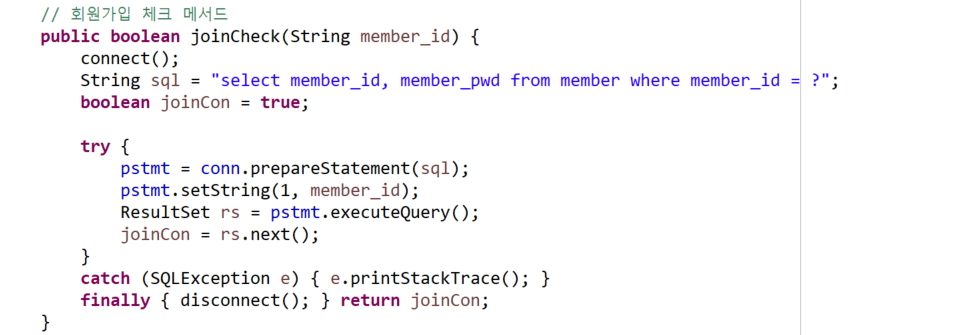 // 회원가입 체크 메서드
public boolean joinCheck(String member_id) {
connect();
String sql = "select member_id, member_pwd from member where member_id = ?";
boolean joinCon = true;
try {
pstmt = conn.prepareStatement(sql);
pstmt.setString(1, member_id);
ResultSet rs = pstmt.executeQuery();
joinCon = rs.next();
}
catch (SQLException e) { e.printStackTrace(); }
finally { disconnect(); } return joinCon;
}